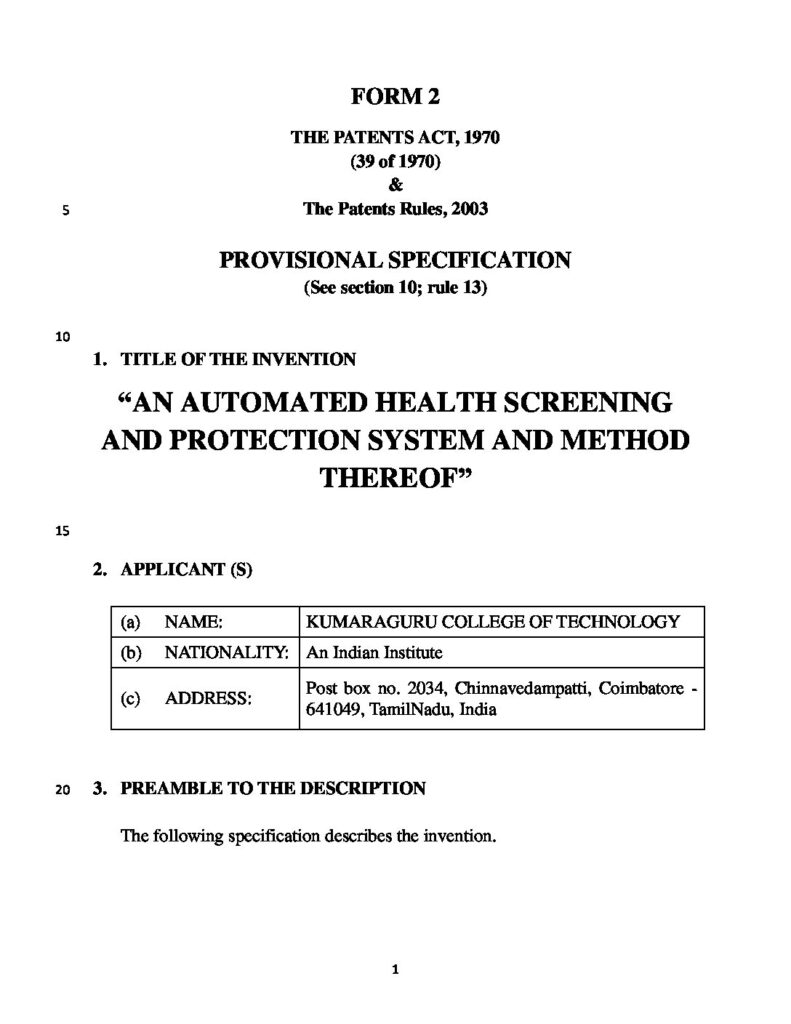 FORM 2
THE PATENTS ACT, 1970
(39 of 1970)
&
5 The Patents Rules, 2003
PROVISIONAL SPECIFICATION
(See section 10; rule 13)
10
1. TITLE OF THE INVENTION
“AN AUTOMATED HEALTH SCREENING
AND PROTECTION SYSTEM AND METHOD
THEREOF”
15
2. APPLICANT (S)
(a) NAME: KUMARAGURU COLLEGE OF TECHNOLOGY
(b) NATIONALITY: An Indian Institute
(c) ADDRESS: Post box no. 2034, Chinnavedampatti, Coimbatore -
641049, TamilNadu, India
20 3. PREAMBLE TO THE DESCRIPTION
The following specification describes the invention.
1